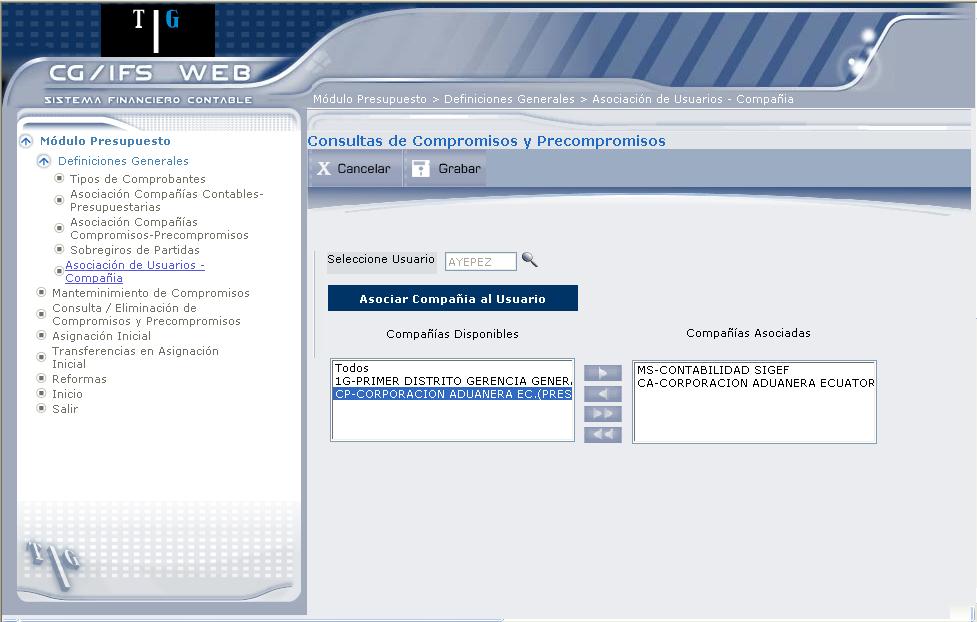 T G
CG/IFS WEB
SISTEMA FINANCIERO CONTABLE
Módulo Presupuesto > Definiciones Generales > Asociación de Usuarios - Compañia
Módulo Presupuesto
Definiciones Generales
Tipos de Comprobantes
Asociación Compañías Contables-
Presupuestarias
Asociación Compañías
Compromisos-Precompromisos
Sobregiros de Partidas
Asociación de Usuarios -
Compañia
Manteminimiento de Compromisos
Consulta / Eliminación de
Compromisos y Precompromisos
Asignación Inicial
Transferencias en Asignación
Inicial
Reformas
Inicio
Salir
T G
Consultas de Compromisos y Precompromisos
X Cancelar Grabar
Seleccione Usuario AYEPEZ
Asociar Compañia al Usuario
Compañías Disponibles
Compañías Asociadas
Todos
1G-PRIMER DISTRITO GERENCIA GENERA
CP-CORPORACION ADUANERA EC.(PRES
MS-CONTABILIDAD SIGEF
CA-CORPORACION ADUANERA ECUATOR